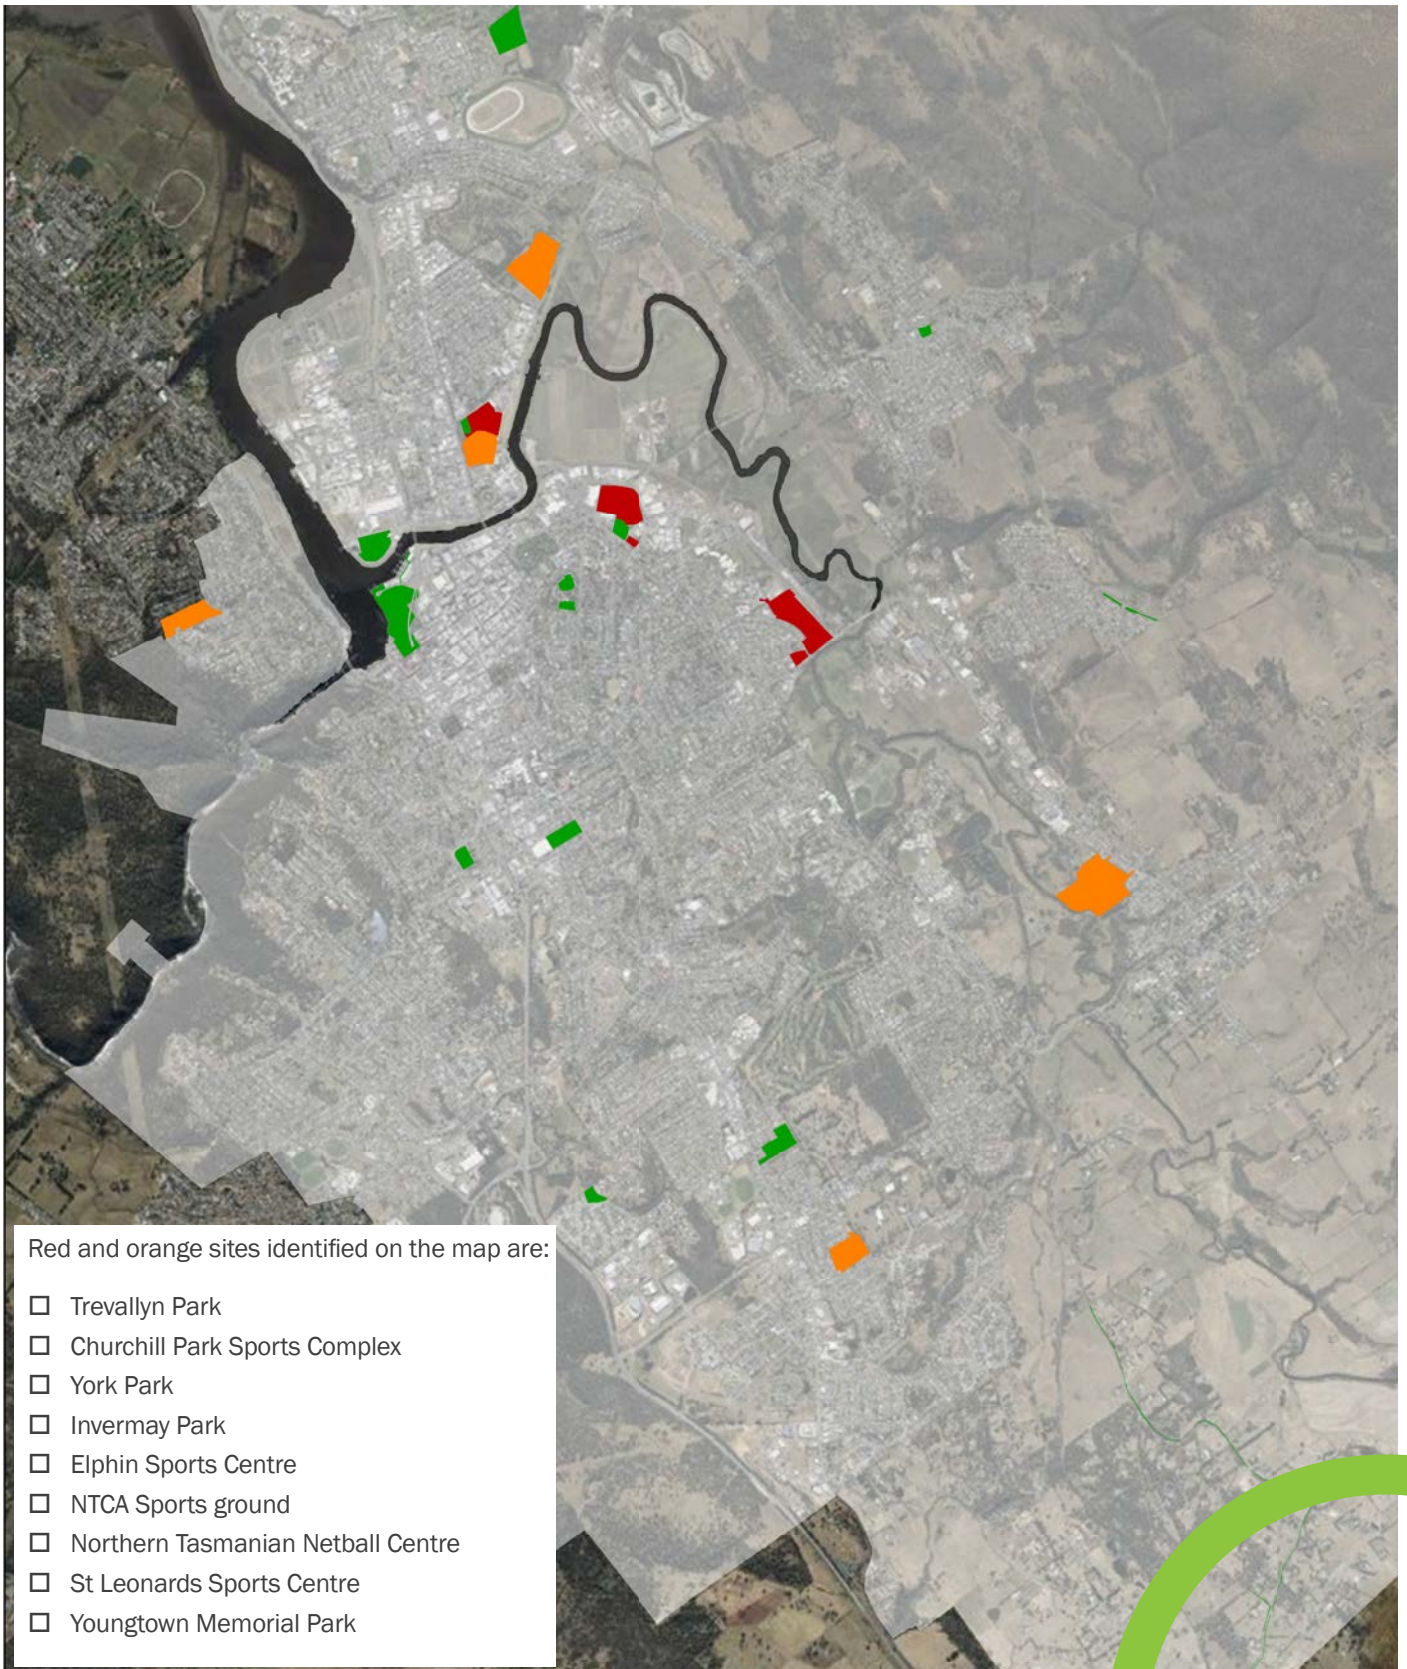 Red and orange sites identified on the map are:
☐ Trevallyn Park
☐ Churchill Park Sports Complex
☐ York Park
☐ Invermay Park
☐ Elphin Sports Centre
☐ NTCA Sports ground
☐ Northern Tasmanian Netball Centre
☐ St Leonards Sports Centre
☐ Youngtown Memorial Park